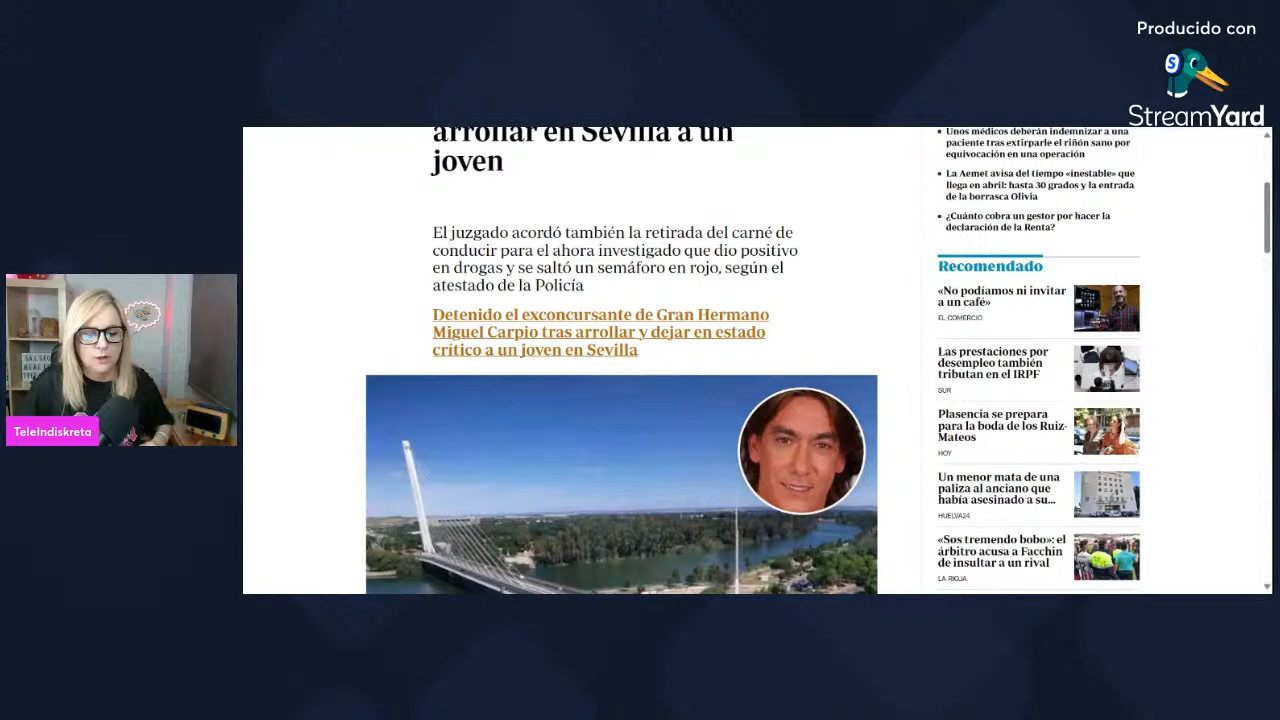 Producido con
StreamYard
arrollar en Sevilla a un
joven
El juzgado acordó también la retirada del carné de
conducir para el ahora investigado que dio positivo
en drogas y se saltó un semáforo en rojo, según el
atestado de la Policía
Detenido el exconcursante de Gran Hermano
Miguel Carpio tras arrollar y dejar en estado
crítico a un joven en Sevilla
Unos médicos deberán indemnizar a una
paciente tras extirparle el riñón sano por
equivocación en una operación
La Aemet avisa del tiempo «inestable» que
llega en abril: hasta 30 grados y la entrada
de la borrasca Olivia
¿Cuánto cobra un gestor por hacer la
declaración de la Renta?
Recomendado
«No podíamos ni invitar
a un café»
EL COMERCIO
Las prestaciones por
desempleo también
tributan en el IRPF
SUR
Plasencia se prepara
para la boda de los Ruiz-
Mateos
HOY
Un menor mata de una
paliza al anciano que
había asesinado a su...
HUELVA24
«Sos tremendo bobo»: el
árbitro acusa a Facchin
de insultar a un rival
LA RIOJA
TeleIndiskreta